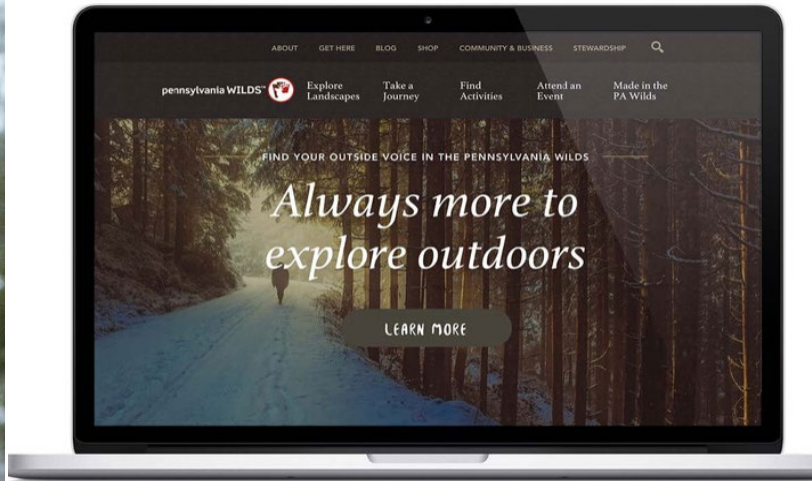 ABOUT GET HERE BLOG SHOP COMMUNITY & BUSINESS STEWARDSHIP
pennsylvania WILDS™ Explore Landscapes Take a Journey Find Activities Attend an Event Made in the PA Wilds
FIND YOUR OUTSIDE VOICE IN THE PENNSYLVANIA WILDS
Always more to
explore outdoors
LEARN MORE